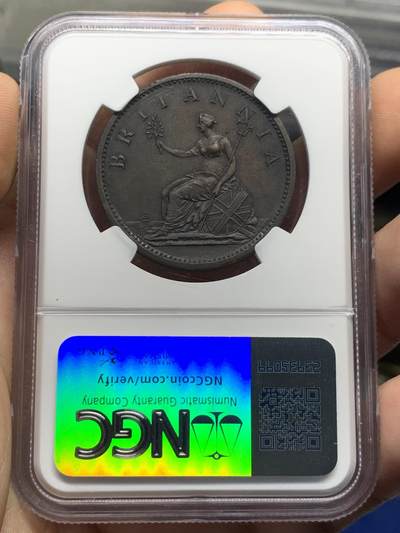 BRITANNIA
NGC
Numismatic Guaranty Company
NGCcoin.com/verify